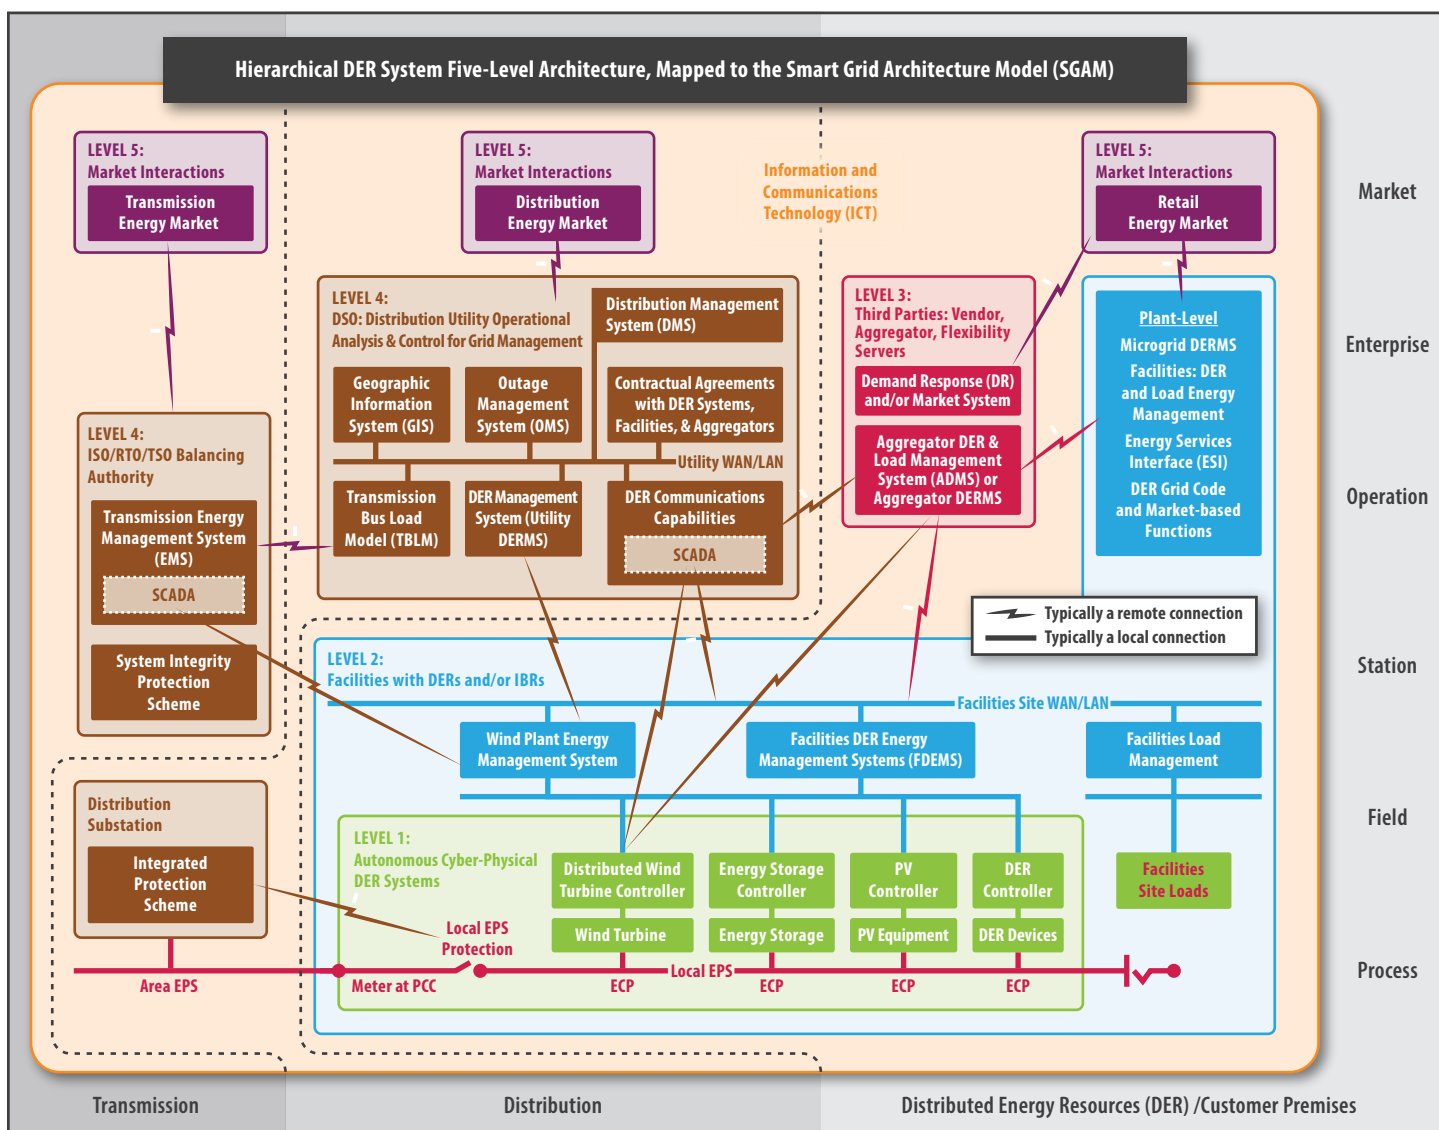 Hierarchical DER System Five-Level Architecture, Mapped to the Smart Grid Architecture Model (SGAM)
LEVEL 5:
Market Interactions
Transmission
Energy Market
LEVEL 5:
Market Interactions
Distribution
Energy Market
Information and
Communications
Technology (ICT)
LEVEL 5:
Market Interactions
Retail
Energy Market
Market
LEVEL 4:
DSO: Distribution Utility Operational
Analysis & Control for Grid Management
Distribution Management
System (DMS)
Geographic
Information
System (GIS)
Outage
Management
System (OMS)
Contractual Agreements
with DER Systems,
Facilities, & Aggregators
Utility WAN/LAN
Transmission
Bus Load
Model (TBLM)
DER Management
System (Utility
DERMS)
DER Communications
Capabilities
SCADA
LEVEL 3:
Third Parties: Vendor,
Aggregator, Flexibility
Servers
Demand Response (DR)
and/or Market System
Aggregator DER &
Load Management
System (ADMS) or
Aggregator DERMS
Plant-Level
Microgrid DERMS
Facilities: DER
and Load Energy
Management
Energy Services
Interface (ESI)
DER Grid Code
and Market-based
Functions
Enterprise
Operation
LEVEL 4:
ISO/RTO/TSO Balancing
Authority
Transmission Energy
Management System
(EMS)
SCADA
System Integrity
Protection
Scheme
Typically a remote connection
Typically a local connection
Station
LEVEL 2:
Facilities with DERs and/or IBRs
Facilities Site WAN/LAN
Wind Plant Energy
Management System
Facilities DER Energy
Management Systems (FDEMS)
Facilities Load
Management
Field
Distribution
Substation
Integrated
Protection
Scheme
LEVEL 1:
Autonomous Cyber-Physical
DER Systems
Distributed Wind
Turbine Controller
Energy Storage
Controller
PV
Controller
DER
Controller
Facilities
Site Loads
Local EPS
Protection
Wind Turbine
Energy Storage
PV Equipment
DER Devices
Local EPS
Process
Area EPS
Meter at PCC
ECP
ECP
ECP
ECP
Transmission
Distribution
Distributed Energy Resources (DER) /Customer Premises